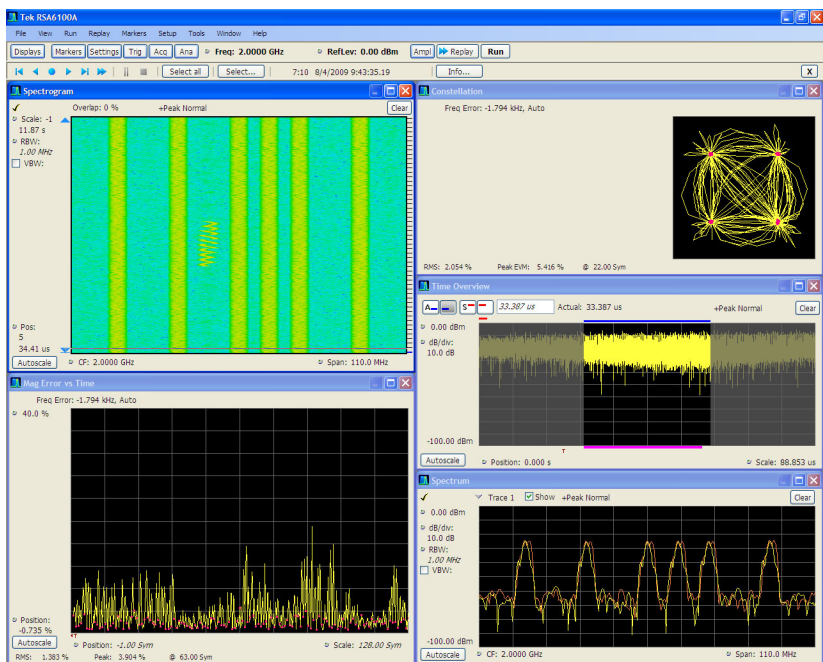 Tek RSA6100A
File View Run Replay Markers Setup Tools Window Help
Displays Markers Settings Trig Acq Ana Freq: 2.0000 GHz RefLev: 0.00 dBm Ampl Replay Run
Select all Select... 7:10 8/4/2009 9:43:35.19 Info... X
Spectrogram
Overlap: 0 % +Peak Normal Clear
Scale: -1
11.87 s
RBW:
1.00 MHz
VBW:
Pos:
5
34.41 us
Autoscale CF: 2.0000 GHz Span: 110.0 MHz
Constellation
Freq Error: -1.794 kHz, Auto
RMS: 2.054 % Peak EVM: 5.416 % @ 22.00 Sym
Time Overview
A S 33.387 us Actual: 33.387 us +Peak Normal Clear
0.00 dBm
dB/div:
10.0 dB
-100.00 dBm
T
Autoscale Position: 0.000 s Scale: 88.853 us
Mag Error vs Time
Freq Error: -1.794 kHz, Auto
40.0 %
Position:
-0.735 %
T
Autoscale Position: -1.00 Sym Scale: 128.00 Sym
RMS: 1.383 % Peak: 3.904 % @ 63.00 Sym
Spectrum
Trace 1 Show +Peak Normal Clear
0.00 dBm
dB/div:
10.0 dB
RBW:
1.00 MHz
VBW:
-100.00 dBm
Autoscale CF: 2.0000 GHz Span: 110.0 MHz